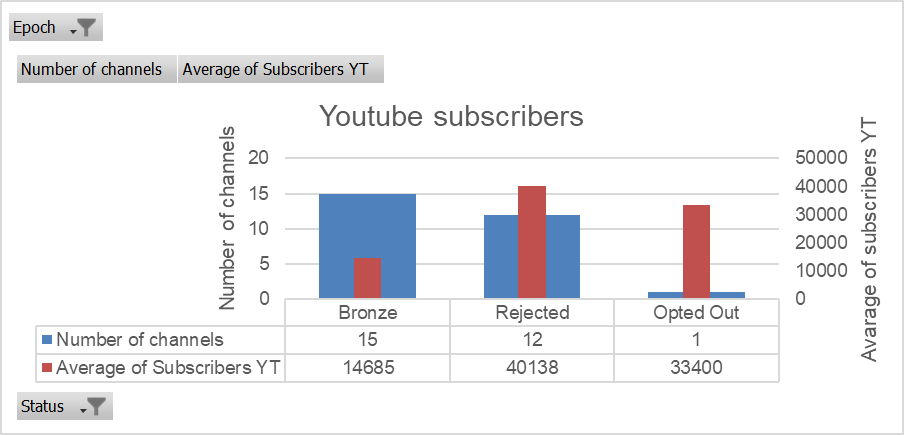 Epoch
Number of channels Average of Subscribers YT
Youtube subscribers
Number of channels
20
15
10
5
0
50000
40000
30000
20000
10000
0
Avarage of subscribers YT
Bronze Rejected Opted Out
Number of channels 15 12 1
Average of Subscribers YT 14685 40138 33400
Status